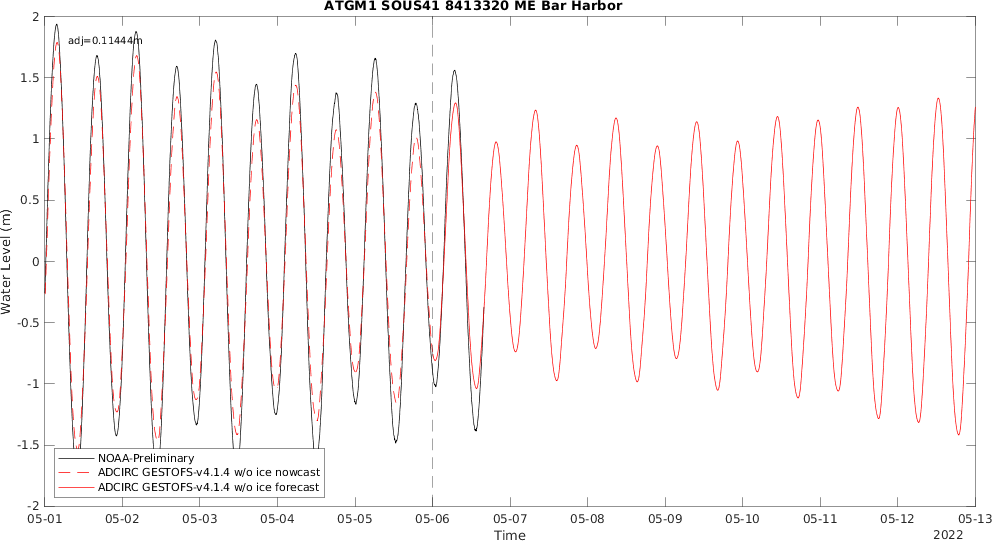 ATGM1 SOUS41 8413320 ME Bar Harbor
adj=0.11444m
2
1.5
1
0.5
0
-0.5
-1
-1.5
-2
Water Level (m)
NOAA-Preliminary
ADCIRC GESTOFS-v4.1.4 w/o ice nowcast
ADCIRC GESTOFS-v4.1.4 w/o ice forecast
05-01 05-02 05-03 05-04 05-05 05-06 05-07 05-08 05-09 05-10 05-11 05-12 05-13
Time
2022